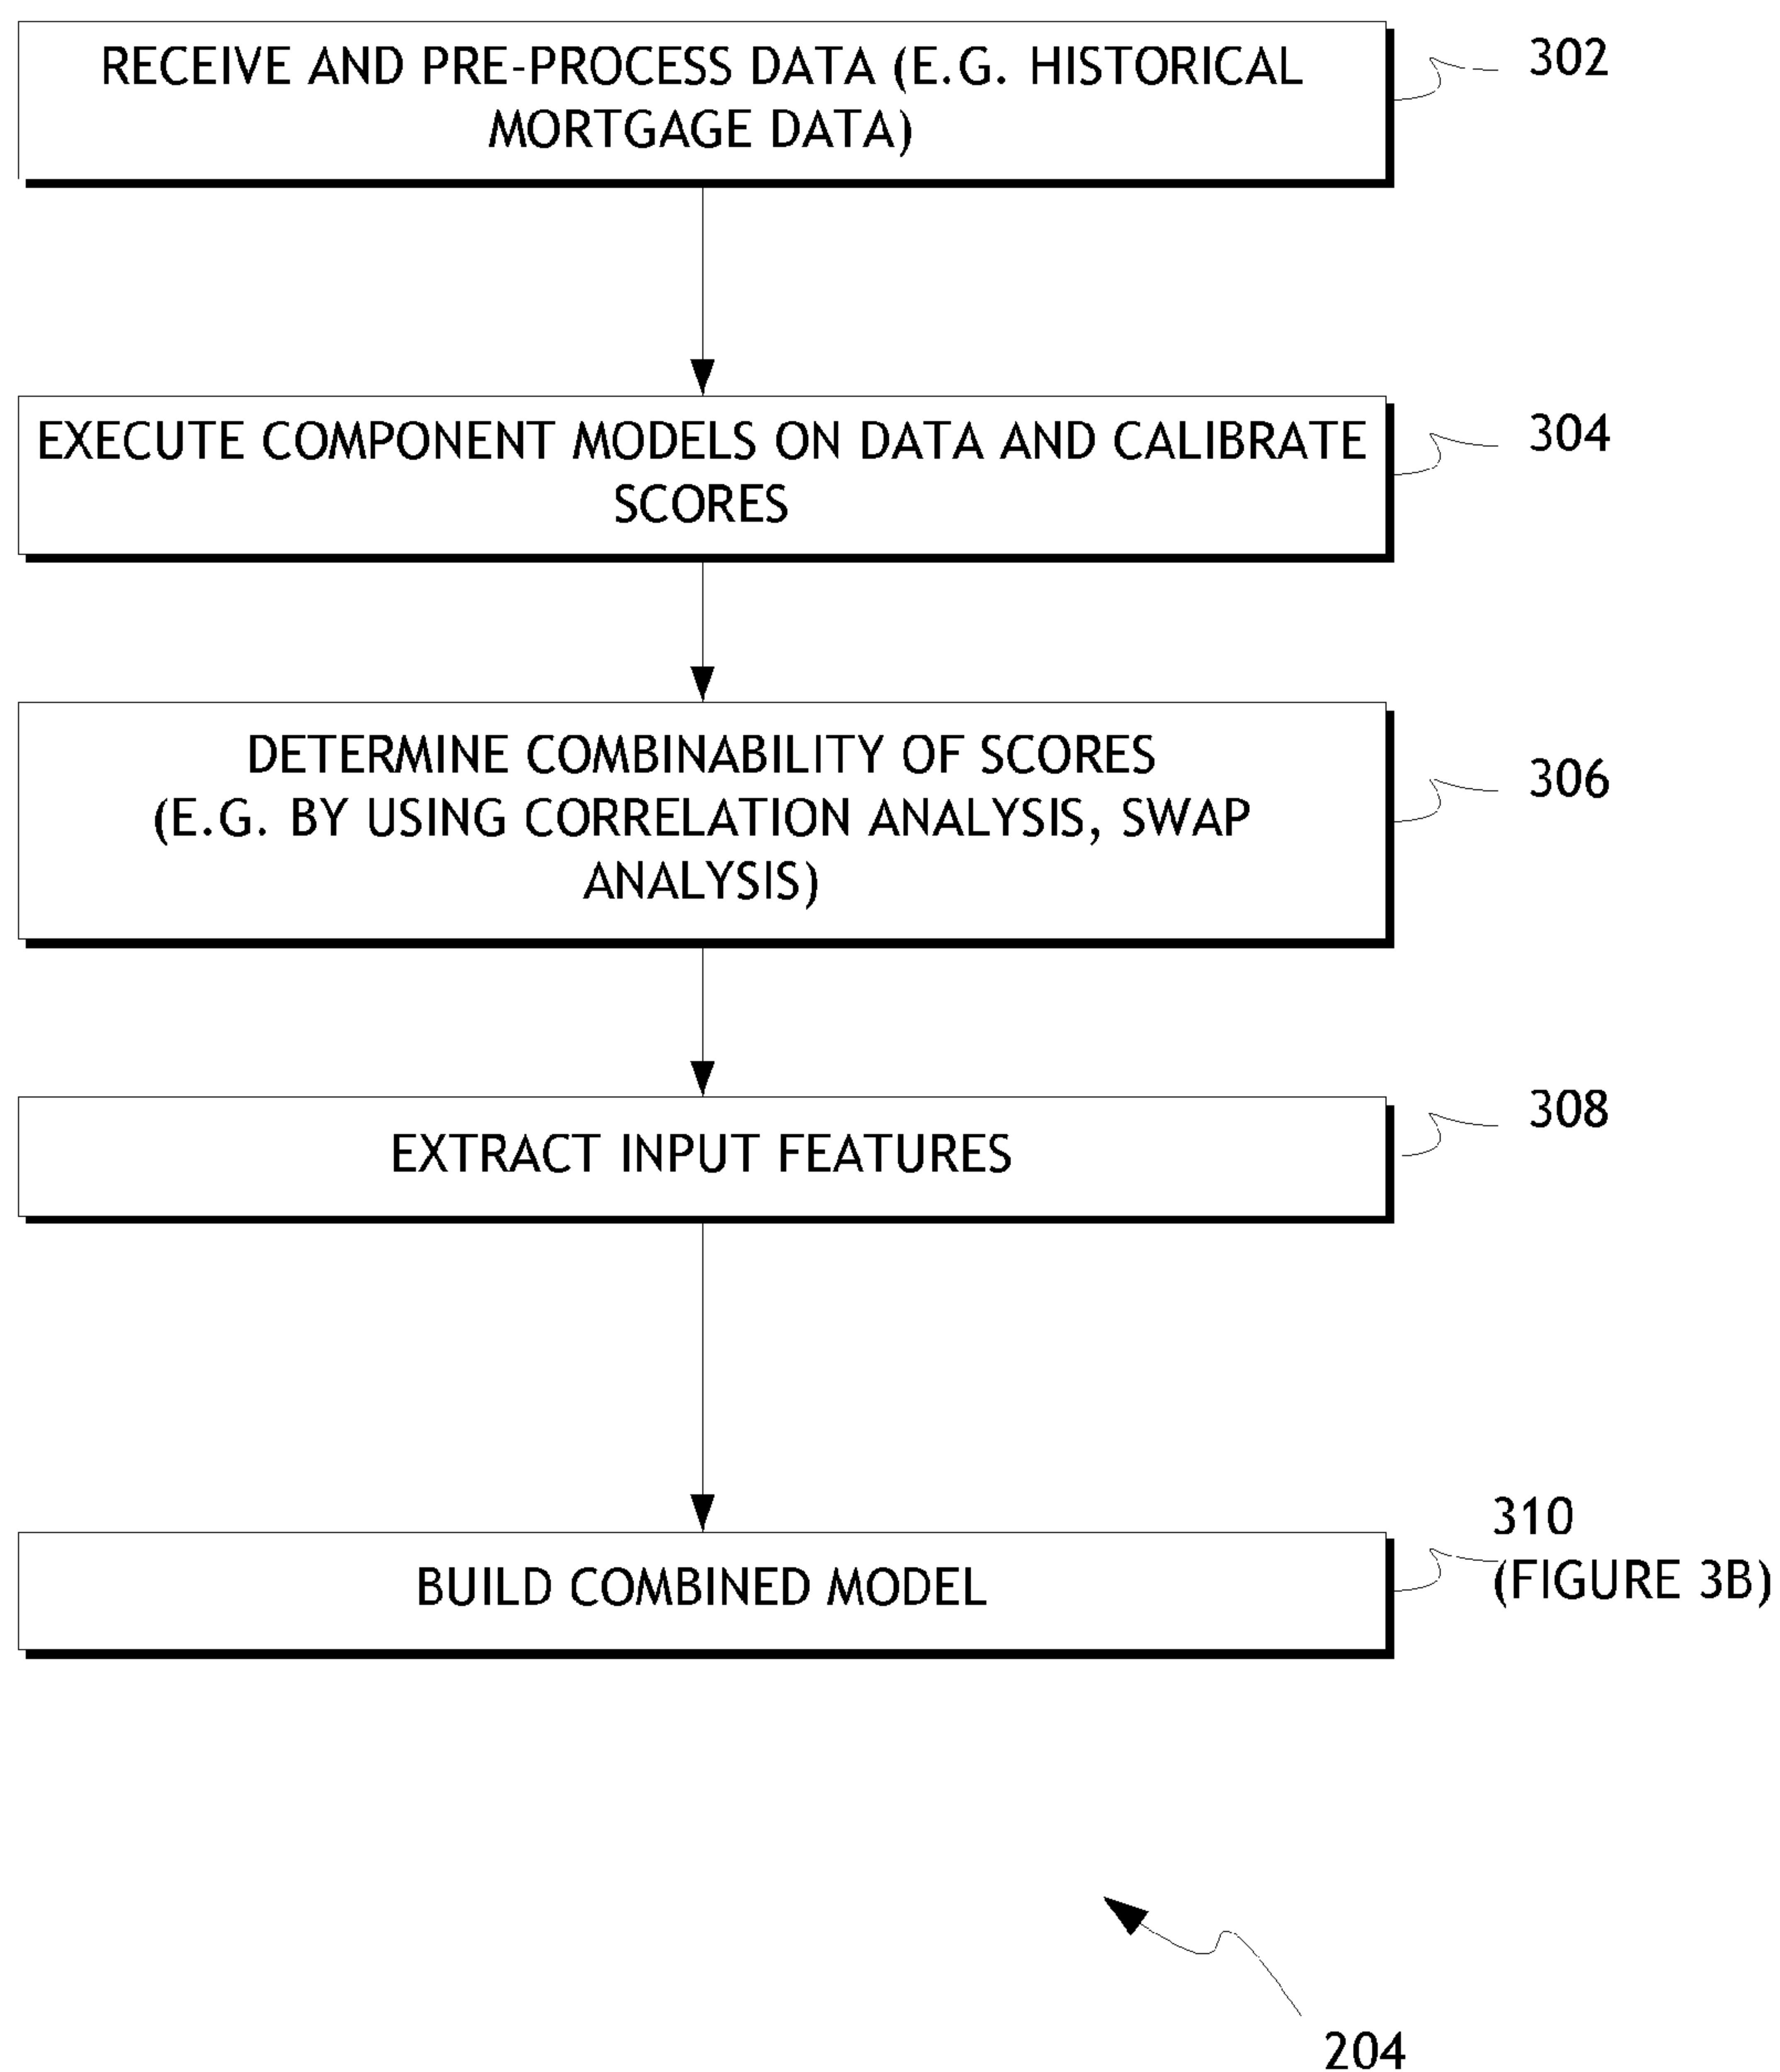 RECEIVE AND PRE-PROCESS DATA (E.G. HISTORICAL
MORTGAGE DATA)
302
EXECUTE COMPONENT MODELS ON DATA AND CALIBRATE
SCORES
304
DETERMINE COMBINABILITY OF SCORES
(E.G. BY USING CORRELATION ANALYSIS, SWAP
ANALYSIS)
306
EXTRACT INPUT FEATURES
308
BUILD COMBINED MODEL
310
(FIGURE 3B)
204